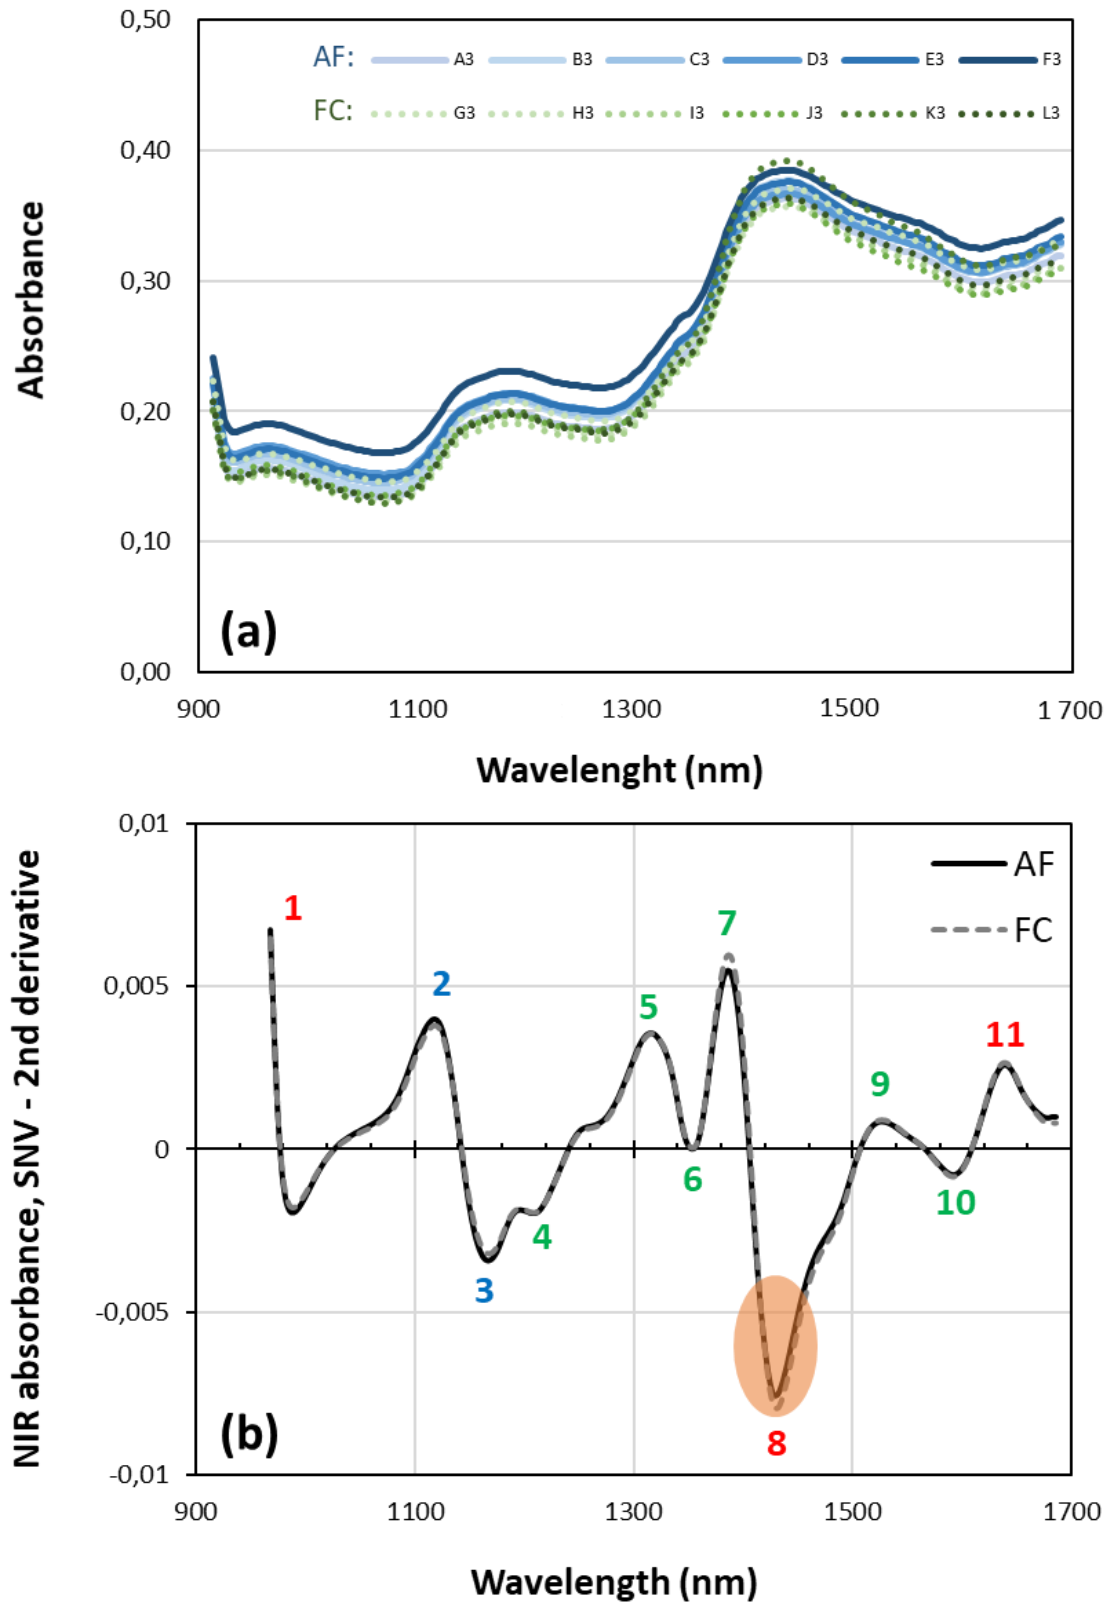 0,50
AF: A3 B3 C3 D3 E3 F3
FC: G3 H3 I3 J3 K3 L3
0,40
0,30
0,20
0,10
0,00
Absorbance
(a)
900 1100 1300 1500 1 700
Wavelenght (nm)
0,01
0,005
0
-0,005
-0,01
NIR absorbance, SNV - 2nd derivative
AF
FC
1
2
3
4
5
6
7
8
9
10
11
(b)
900 1100 1300 1500 1700
Wavelength (nm)